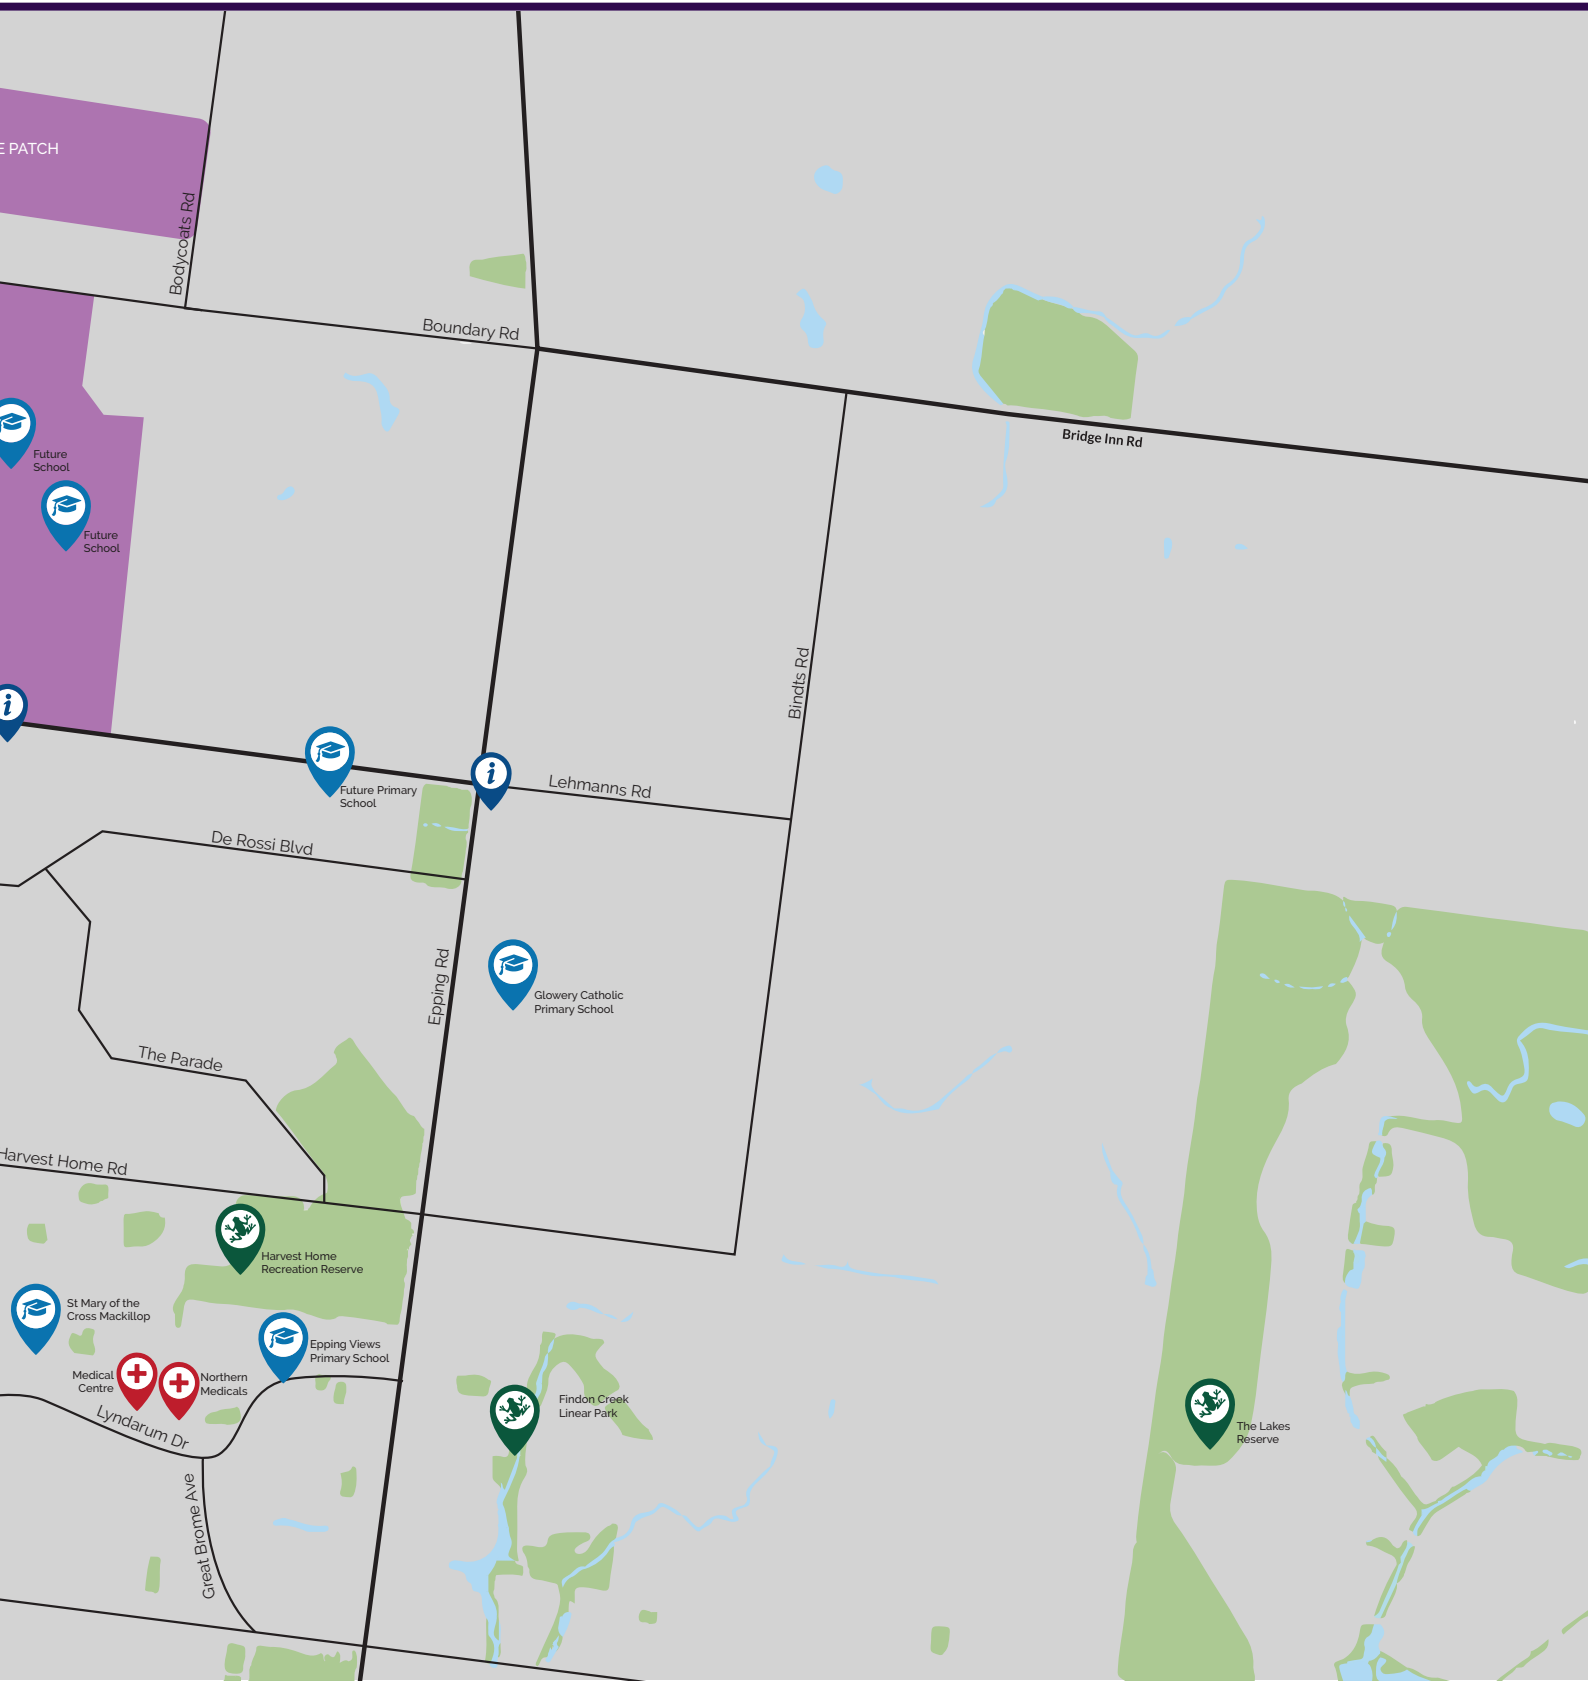 E PATCH
Bodycoats Rd
Boundary Rd
Bridge Inn Rd
Future
School
Future
School
Bindts Rd
Future Primary
School
Lehmanns Rd
De Rossi Blvd
Epping Rd
Glowery Catholic
Primary School
The Parade
Harvest Home Rd
Harvest Home
Recreation Reserve
St Mary of the
Cross Mackillop
Epping Views
Primary School
Medical
Centre
Northern
Medicals
Lyndarum Dr
Findon Creek
Linear Park
The Lakes
Reserve
Great Brome Ave